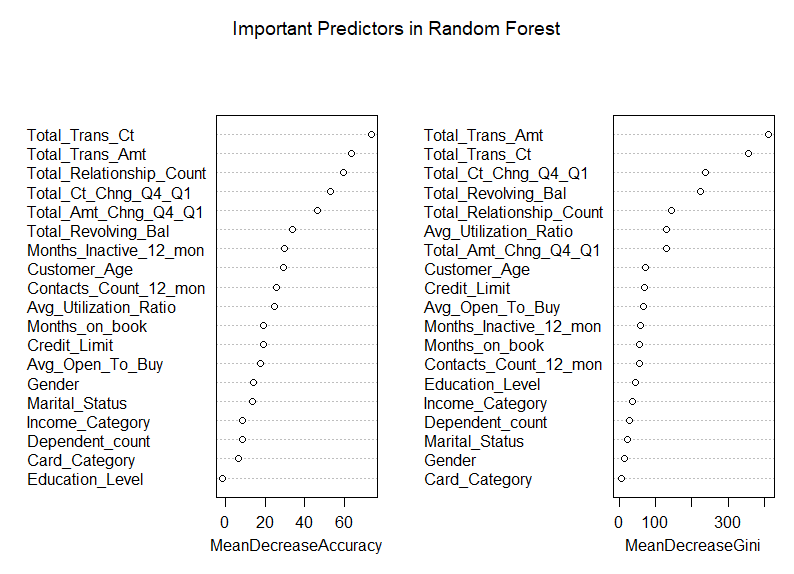 Important Predictors in Random Forest
Total_Trans_Ct
Total_Trans_Amt
Total_Relationship_Count
Total_Ct_Chng_Q4_Q1
Total_Amt_Chng_Q4_Q1
Total_Revolving_Bal
Months_Inactive_12_mon
Customer_Age
Contacts_Count_12_mon
Avg_Utilization_Ratio
Months_on_book
Credit_Limit
Avg_Open_To_Buy
Gender
Marital_Status
Income_Category
Dependent_count
Card_Category
Education_Level
0 20 40 60
MeanDecreaseAccuracy
Total_Trans_Amt
Total_Trans_Ct
Total_Ct_Chng_Q4_Q1
Total_Revolving_Bal
Total_Relationship_Count
Avg_Utilization_Ratio
Total_Amt_Chng_Q4_Q1
Customer_Age
Credit_Limit
Avg_Open_To_Buy
Months_Inactive_12_mon
Months_on_book
Contacts_Count_12_mon
Education_Level
Income_Category
Dependent_count
Marital_Status
Gender
Card_Category
0 100 300
MeanDecreaseGini